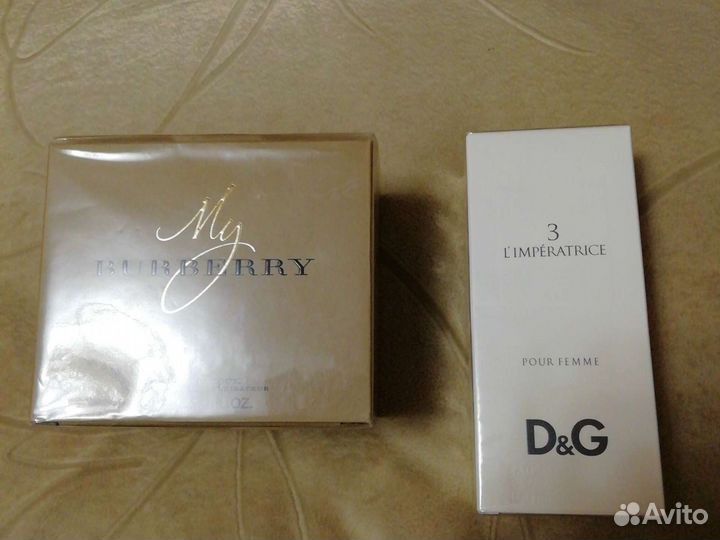 My
BURBERRY
OZ.
3
L'IMPÉRATRICE
POUR FEMME
D&G
Avito